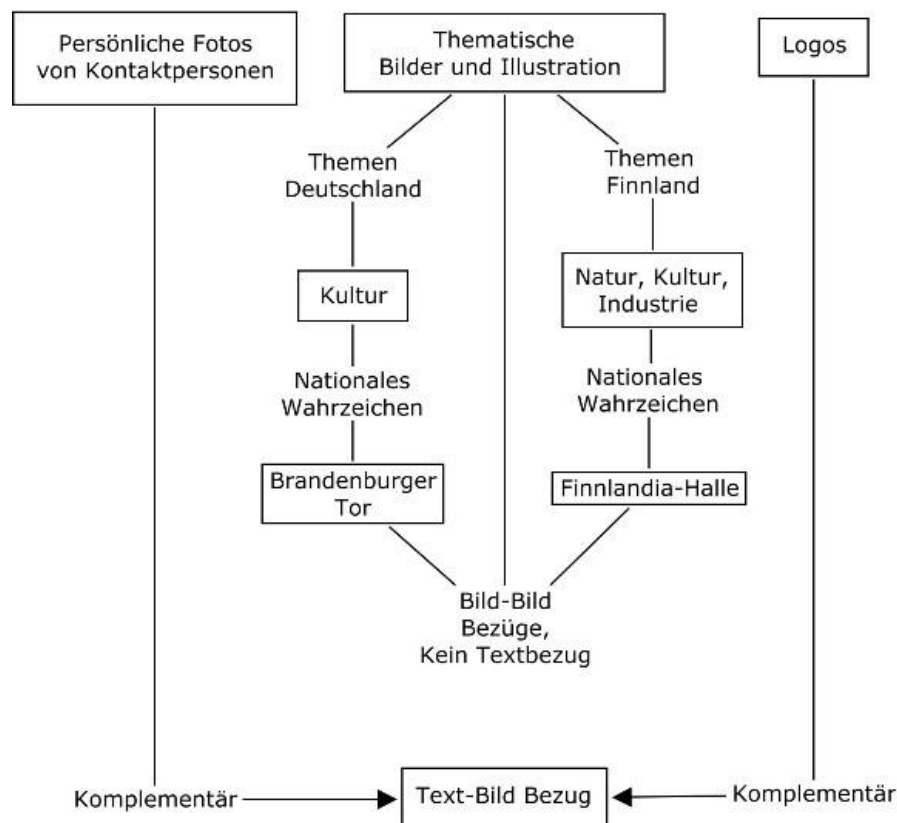 Persönliche Fotos
von Kontaktpersonen
Thematische
Bilder und Illustration
Logos
Themen
Deutschland
Themen
Finnland
Kultur
Natur, Kultur,
Industrie
Nationales
Wahrzeichen
Nationales
Wahrzeichen
Brandenburger
Tor
Finnlandia-Halle
Bild-Bild
Bezüge,
Kein Textbezug
Komplementär
Text-Bild Bezug
Komplementär